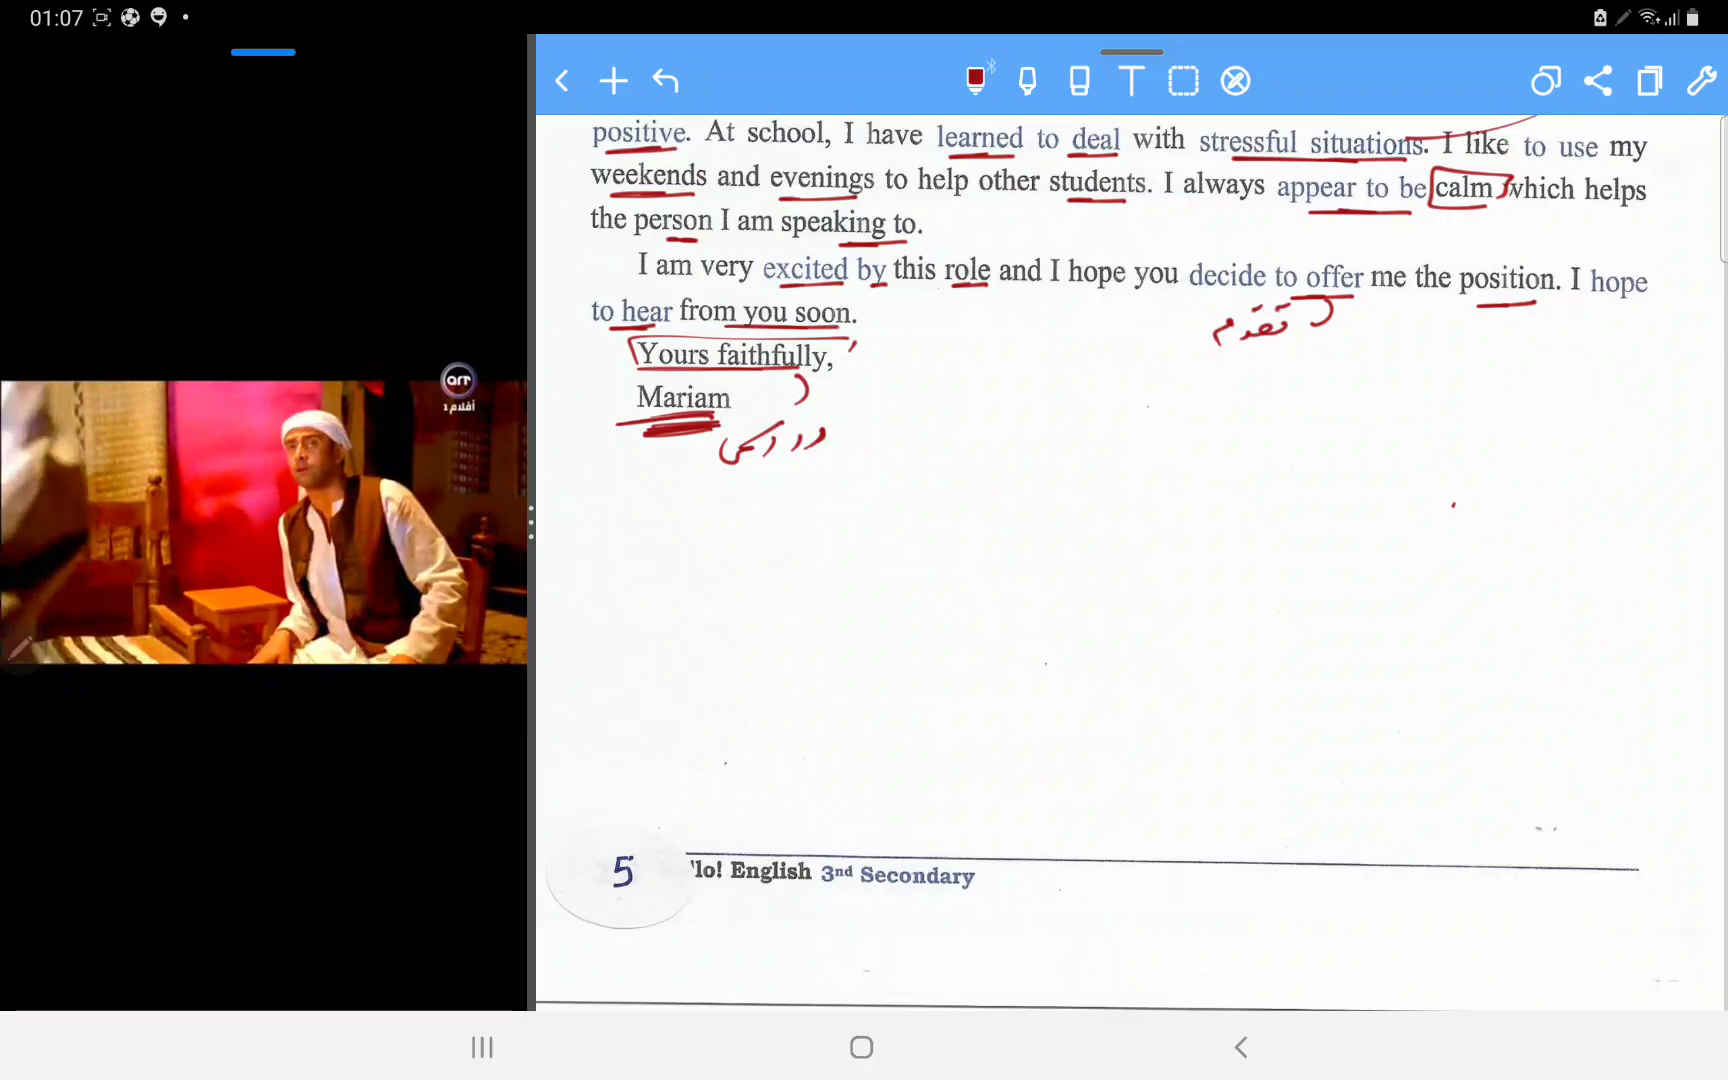 01:07
art
أفلام 1
positive. At school, I have learned to deal with stressful situations. I like to use my
weekends and evenings to help other students. I always appear to be calm which helps
the person I am speaking to.
I am very excited by this role and I hope you decide to offer me the position. I hope
to hear from you soon.
تقدم
Yours faithfully,
Mariam
5
lo! English 3nd Secondary